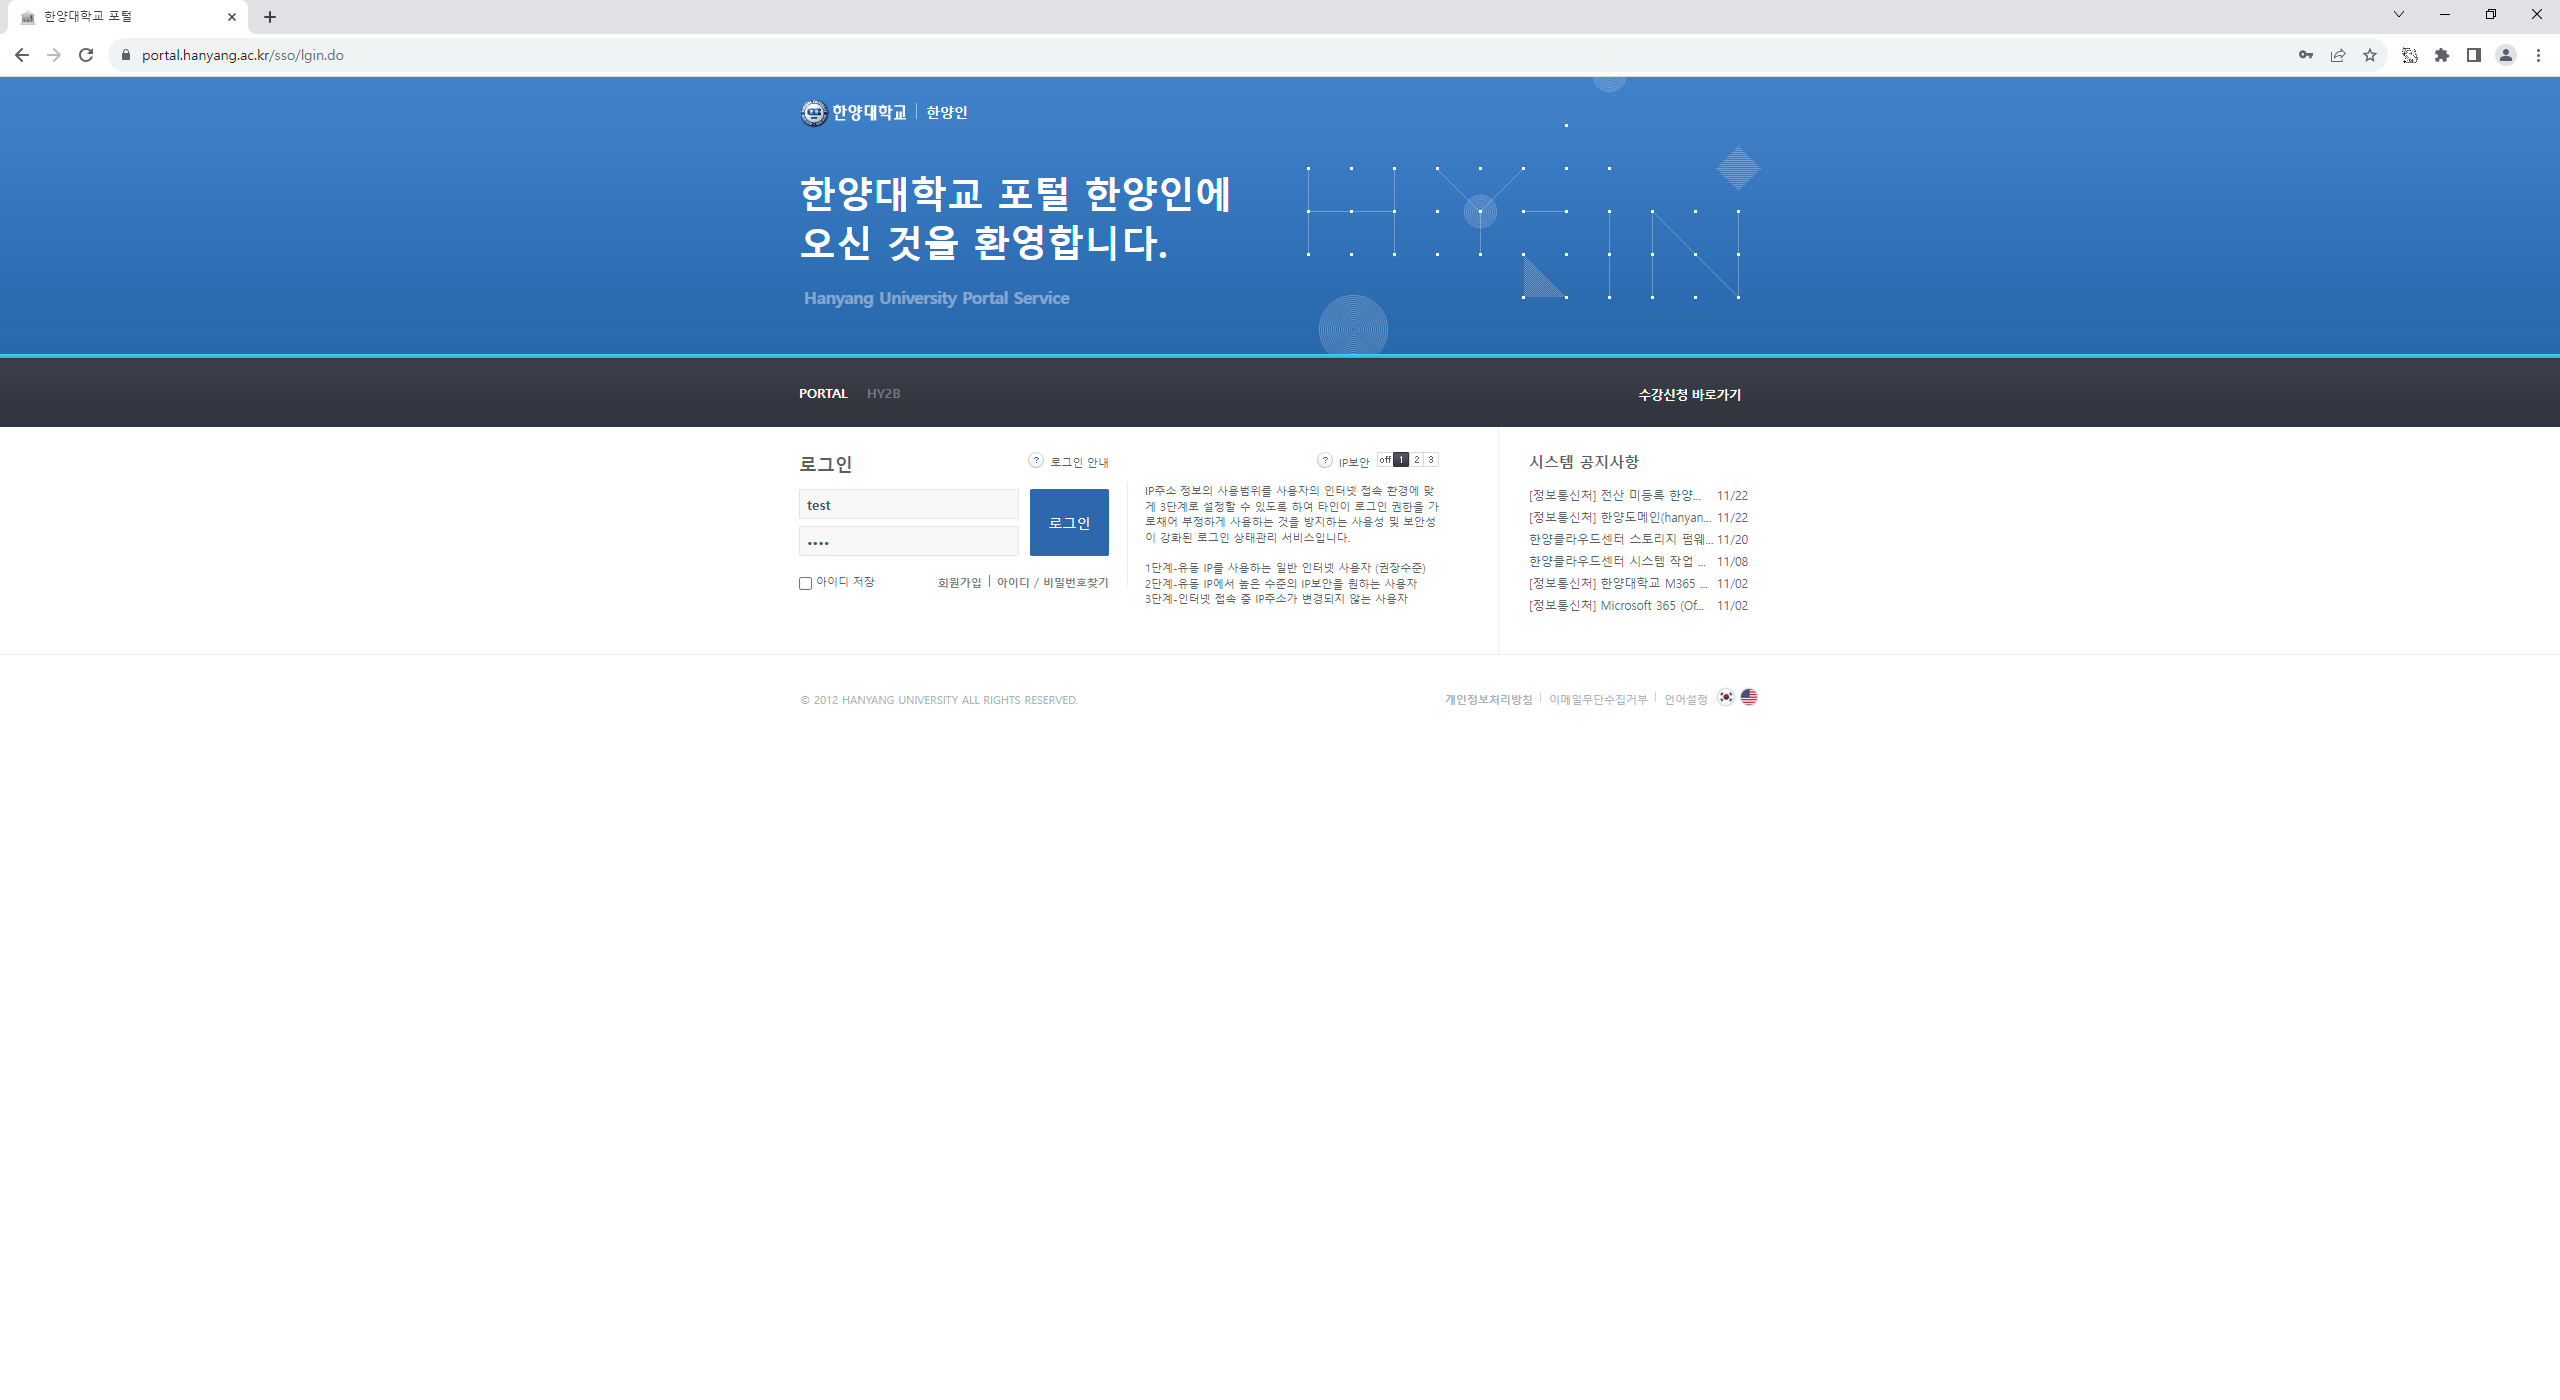 한양대학교 포털
portal.hanyang.ac.kr/sso/lgin.do
한양대학교 | 한양인
한양대학교 포털 한양인에
오신 것을 환영합니다.
Hanyang University Portal Service
PORTAL HY2B 수강신청 바로가기
로그인 ? 로그인 안내
test
••••
로그인
아이디 저장 회원가입 | 아이디 / 비밀번호찾기
? IP보안 off 1 2 3
IP주소 정보의 사용범위를 사용자의 인터넷 접속 환경에 맞
게 3단계로 설정할 수 있도록 하여 타인이 로그인 권한을 가
로채어 부정하게 사용하는 것을 방지하는 사용성 및 보안성
이 강화된 로그인 상태관리 서비스입니다.
1단계-유동 IP를 사용하는 일반 인터넷 사용자 (권장수준)
2단계-유동 IP에서 높은 수준의 IP보안을 원하는 사용자
3단계-인터넷 접속 중 IP주소가 변경되지 않는 사용자
시스템 공지사항
[정보통신처] 전산 미등록 한양... 11/22
[정보통신처] 한양도메인(hanyan... 11/22
한양클라우드센터 스토리지 펌웨... 11/20
한양클라우드센터 시스템 작업 ... 11/08
[정보통신처] 한양대학교 M365 ... 11/02
[정보통신처] Microsoft 365 (Of... 11/02
© 2012 HANYANG UNIVERSITY ALL RIGHTS RESERVED.
개인정보처리방침 | 이메일무단수집거부 | 언어설정